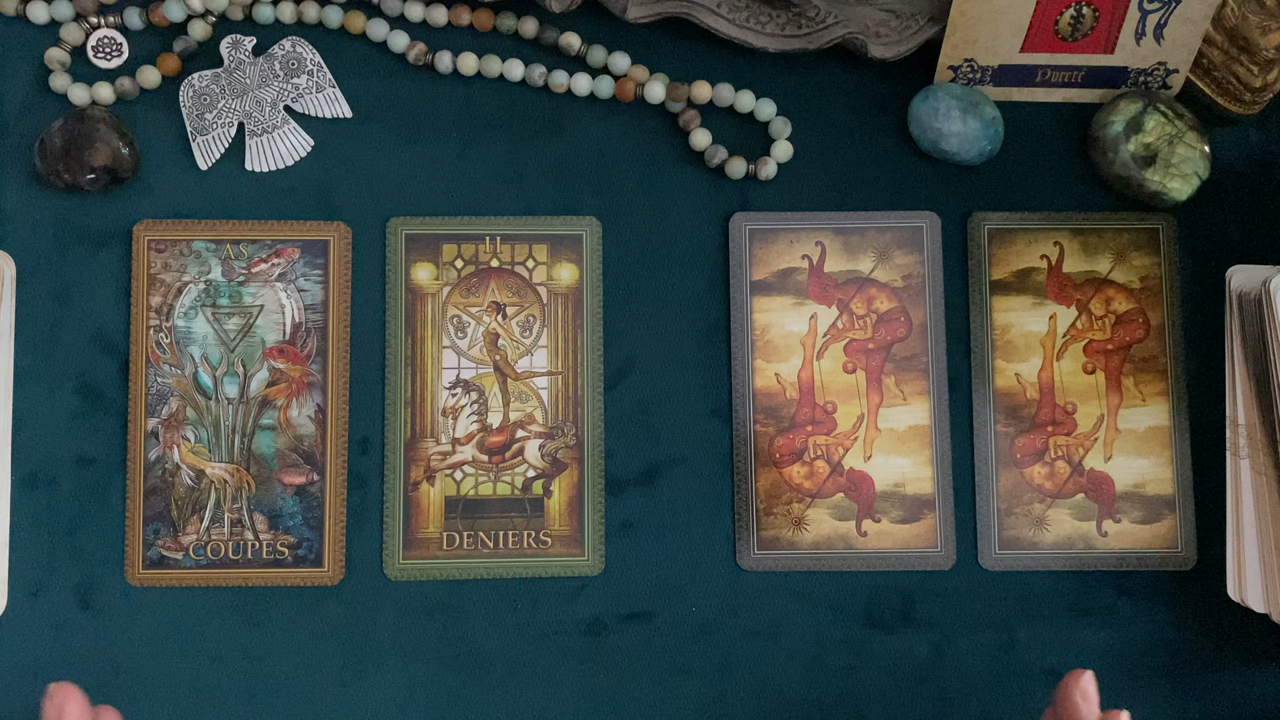 Pureté
AS
COUPES
II
DENIERS